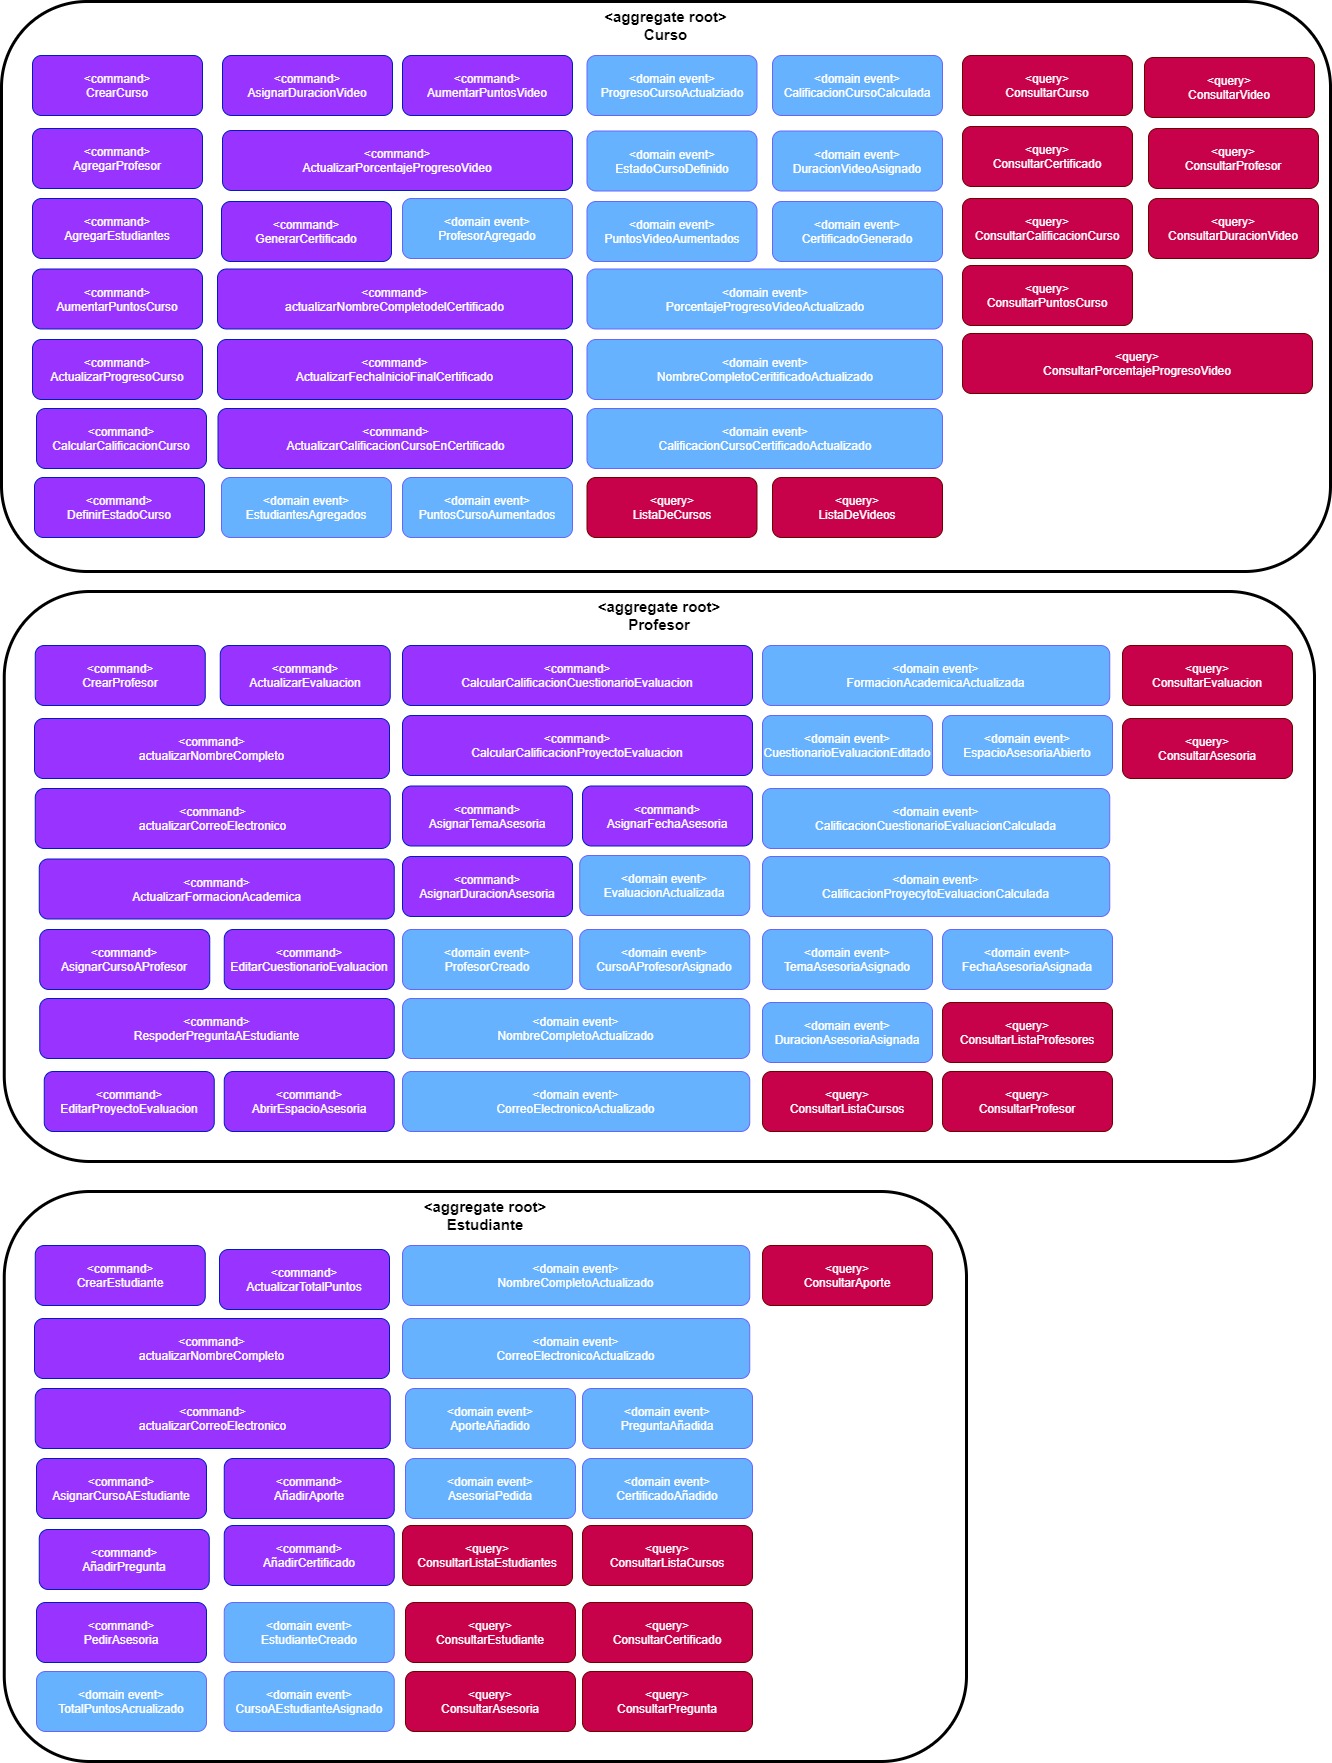 <aggregate root>
Curso
<command>
CrearCurso
<command>
AsignarDuracionVideo
<command>
AumentarPuntosVideo
<domain event>
ProgresoCursoActualziado
<domain event>
CalificacionCursoCalculada
<query>
ConsultarCurso
<query>
ConsultarVideo
<command>
AgregarProfesor
<command>
ActualizarPorcentajeProgresoVideo
<domain event>
EstadoCursoDefinido
<domain event>
DuracionVideoAsignado
<query>
ConsultarCertificado
<query>
ConsultarProfesor
<command>
AgregarEstudiantes
<command>
GenerarCertificado
<domain event>
ProfesorAgregado
<domain event>
PuntosVideoAumentados
<domain event>
CertificadoGenerado
<query>
ConsultarCalificacionCurso
<query>
ConsultarDuracionVideo
<command>
AumentarPuntosCurso
<command>
actualizarNombreCompletodelCertificado
<domain event>
PorcentajeProgresoVideoActualizado
<query>
ConsultarPuntosCurso
<command>
ActualizarProgresoCurso
<command>
ActualizarFechaInicioFinalCertificado
<domain event>
NombreCompletoCeritificadoActualizado
<query>
ConsultarPorcentajeProgresoVideo
<command>
CalcularCalificacionCurso
<command>
ActualizarCalificacionCursoEnCertificado
<domain event>
CalificacionCursoCertificadoActualizado
<command>
DefinirEstadoCurso
<domain event>
EstudiantesAgregados
<domain event>
PuntosCursoAumentados
<query>
ListaDeCursos
<query>
ListaDeVideos
<aggregate root>
Profesor
<command>
CrearProfesor
<command>
ActualizarEvaluacion
<command>
CalcularCalificacionCuestionarioEvaluacion
<domain event>
FormacionAcademicaActualizada
<query>
ConsultarEvaluacion
<command>
actualizarNombreCompleto
<command>
CalcularCalificacionProyectoEvaluacion
<domain event>
CuestionarioEvaluacionEditado
<domain event>
EspacioAsesoriaAbierto
<query>
ConsultarAsesoria
<command>
actualizarCorreoElectronico
<command>
AsignarTemaAsesoria
<command>
AsignarFechaAsesoria
<domain event>
CalificacionCuestionarioEvaluacionCalculada
<command>
ActualizarFormacionAcademica
<command>
AsignarDuracionAsesoria
<domain event>
EvaluacionActualizada
<domain event>
CalificacionProyecytoEvaluacionCalculada
<command>
AsignarCursoAProfesor
<command>
EditarCuestionarioEvaluacion
<domain event>
ProfesorCreado
<domain event>
CursoAProfesorAsignado
<domain event>
TemaAsesoriaAsignado
<domain event>
FechaAsesoriaAsignada
<command>
RespoderPreguntaAEstudiante
<domain event>
NombreCompletoActualizado
<domain event>
DuracionAsesoriaAsignada
<query>
ConsultarListaProfesores
<command>
EditarProyectoEvaluacion
<command>
AbrirEspacioAsesoria
<domain event>
CorreoElectronicoActualizado
<query>
ConsultarListaCursos
<query>
ConsultarProfesor
<aggregate root>
Estudiante
<command>
CrearEstudiante
<command>
ActualizarTotalPuntos
<domain event>
NombreCompletoActualizado
<query>
ConsultarAporte
<command>
actualizarNombreCompleto
<domain event>
CorreoElectronicoActualizado
<command>
actualizarCorreoElectronico
<domain event>
AporteAñadido
<domain event>
PreguntaAñadida
<command>
AsignarCursoAEstudiante
<command>
AñadirAporte
<domain event>
AsesoriaPedida
<domain event>
CertificadoAñadido
<command>
AñadirPregunta
<command>
AñadirCertificado
<query>
ConsultarListaEstudiantes
<query>
ConsultarListaCursos
<command>
PedirAsesoria
<domain event>
EstudianteCreado
<query>
ConsultarEstudiante
<query>
ConsultarCertificado
<domain event>
TotalPuntosAcrualizado
<domain event>
CursoAEstudianteAsignado
<query>
ConsultarAsesoria
<query>
ConsultarPregunta